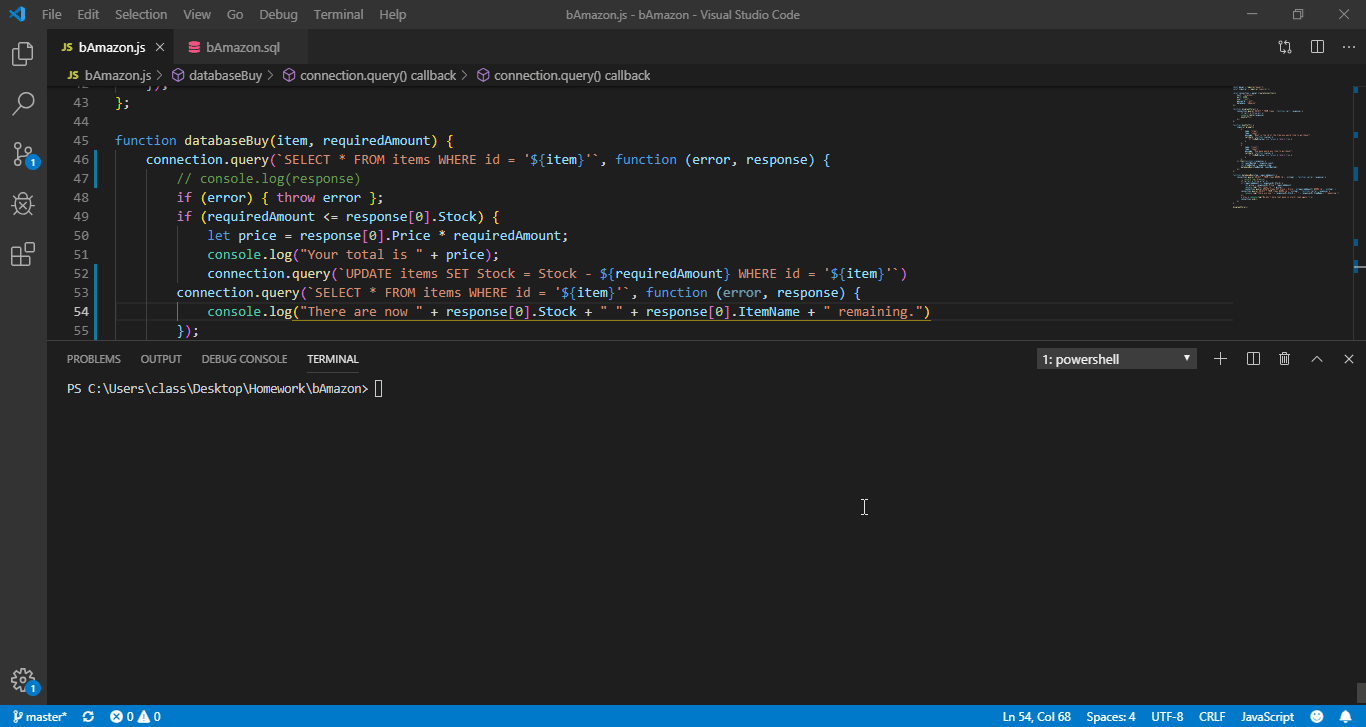 File Edit Selection View Go Debug Terminal Help bAmazon.js - bAmazon - Visual Studio Code
JS bAmazon.js bAmazon.sql
JS bAmazon.js > databaseBuy > connection.query() callback > connection.query() callback
42 });
43 };
44
45 function databaseBuy(item, requiredAmount) {
46 connection.query(`SELECT * FROM items WHERE id = '${item}'`, function (error, response) {
47 // console.log(response)
48 if (error) { throw error };
49 if (requiredAmount <= response[0].Stock) {
50 let price = response[0].Price * requiredAmount;
51 console.log("Your total is " + price);
52 connection.query(`UPDATE items SET Stock = Stock - ${requiredAmount} WHERE id = '${item}'`)
53 connection.query(`SELECT * FROM items WHERE id = '${item}'`, function (error, response) {
54 console.log("There are now " + response[0].Stock + " " + response[0].ItemName + " remaining.")
55 });
PROBLEMS OUTPUT DEBUG CONSOLE TERMINAL 1: powershell
PS C:\Users\class\Desktop\Homework\bAmazon>
1
1
master* 0 0 Ln 54, Col 68 Spaces: 4 UTF-8 CRLF JavaScript